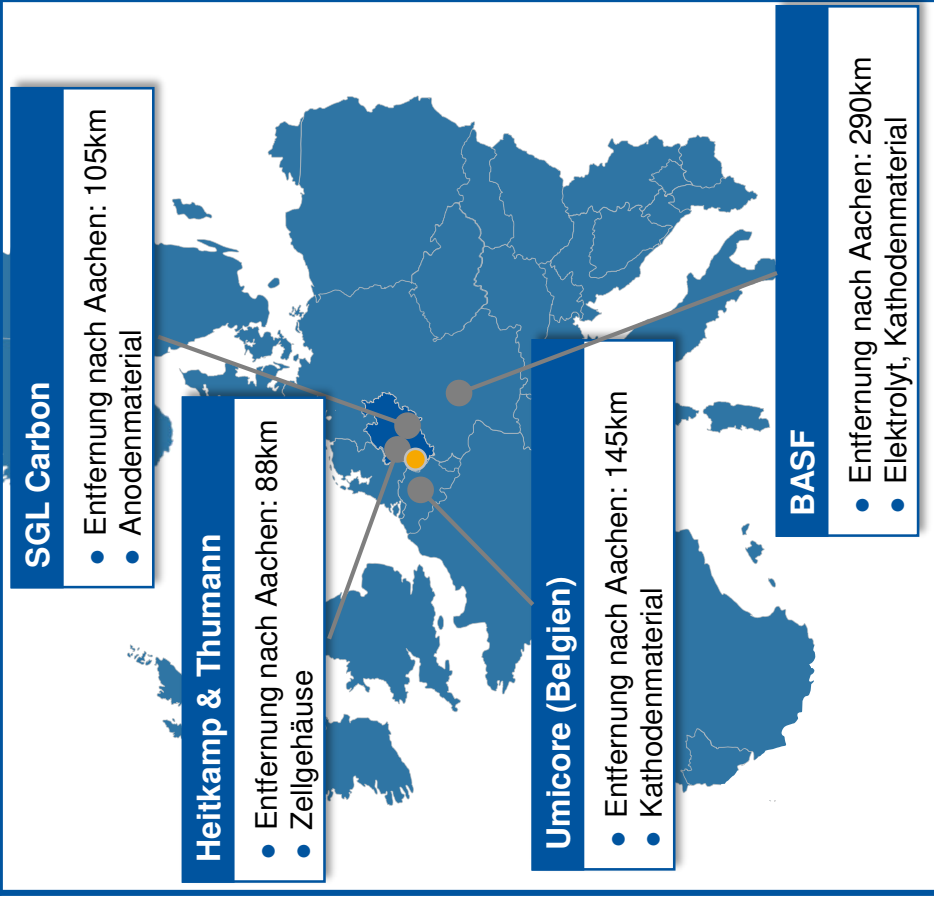 SGL Carbon
Entfernung nach Aachen: 105km
Anodenmaterial
Heitkamp & Thumann
Entfernung nach Aachen: 88km
Zellgehäuse
Umicore (Belgien)
Entfernung nach Aachen: 145km
Kathodenmaterial
BASF
Entfernung nach Aachen: 290km
Elektrolyt, Kathodenmaterial